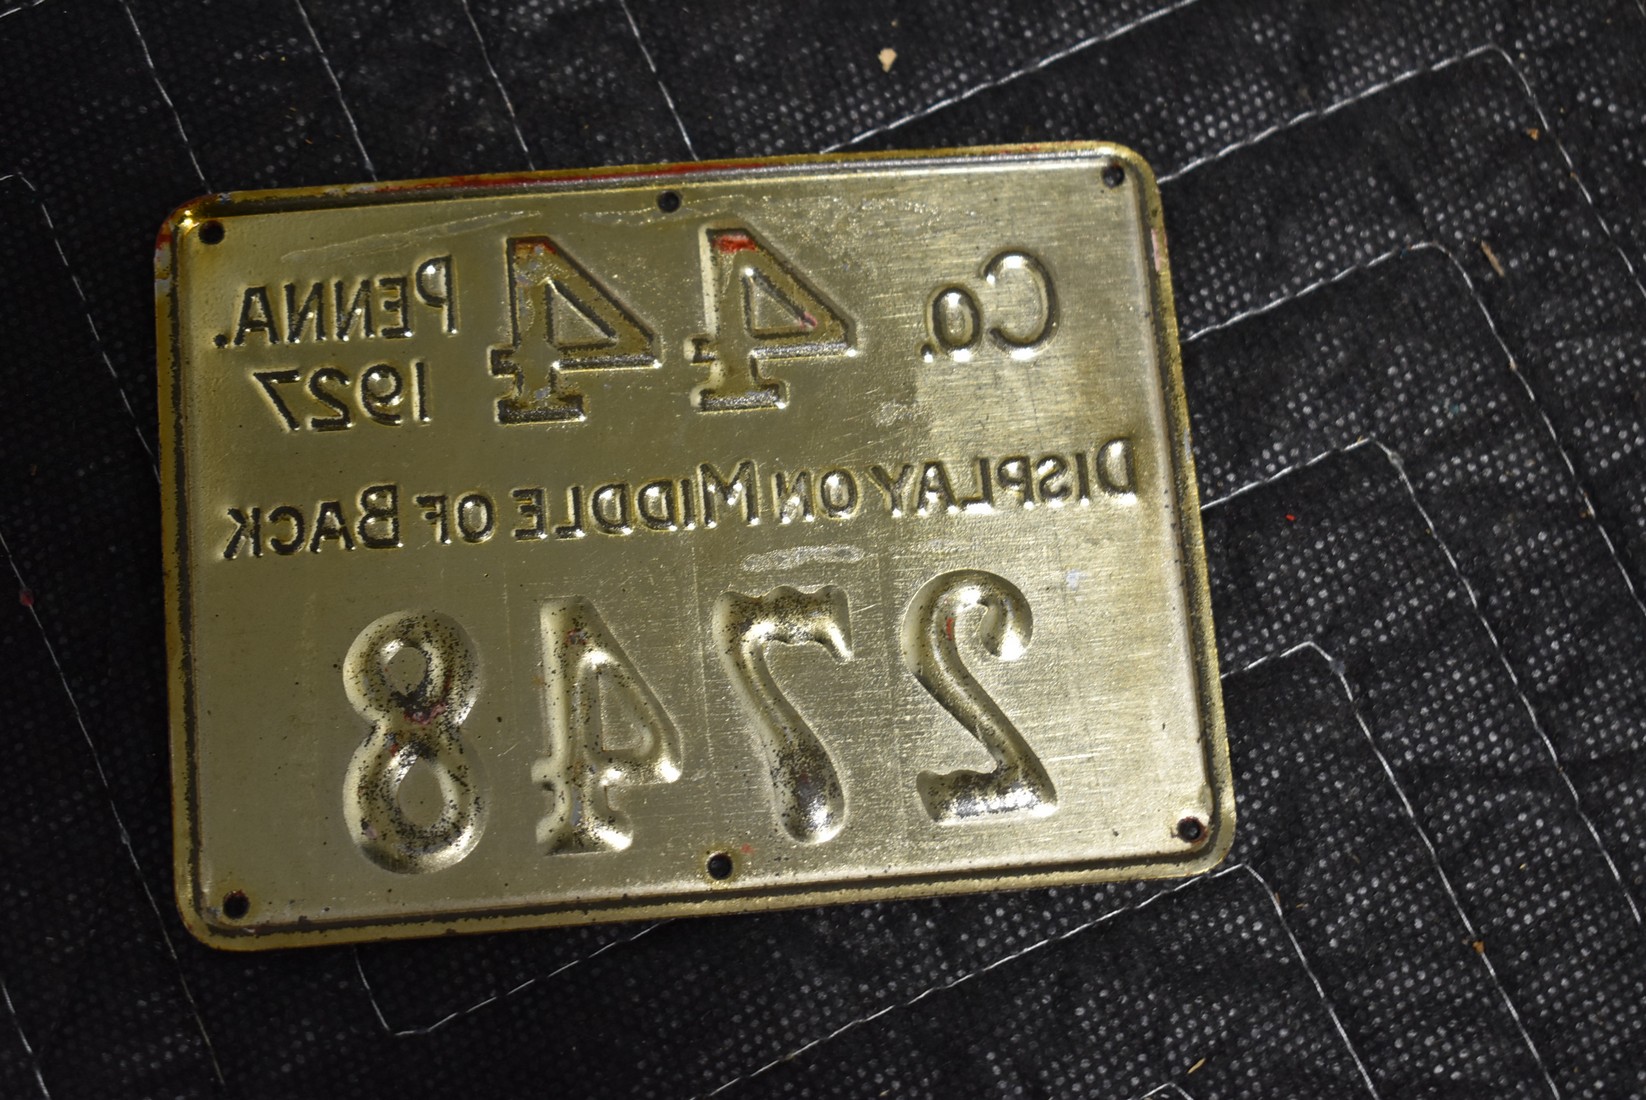 Co. 44 PENNA.
1927
DISPLAY ON MIDDLE OF BACK
2748